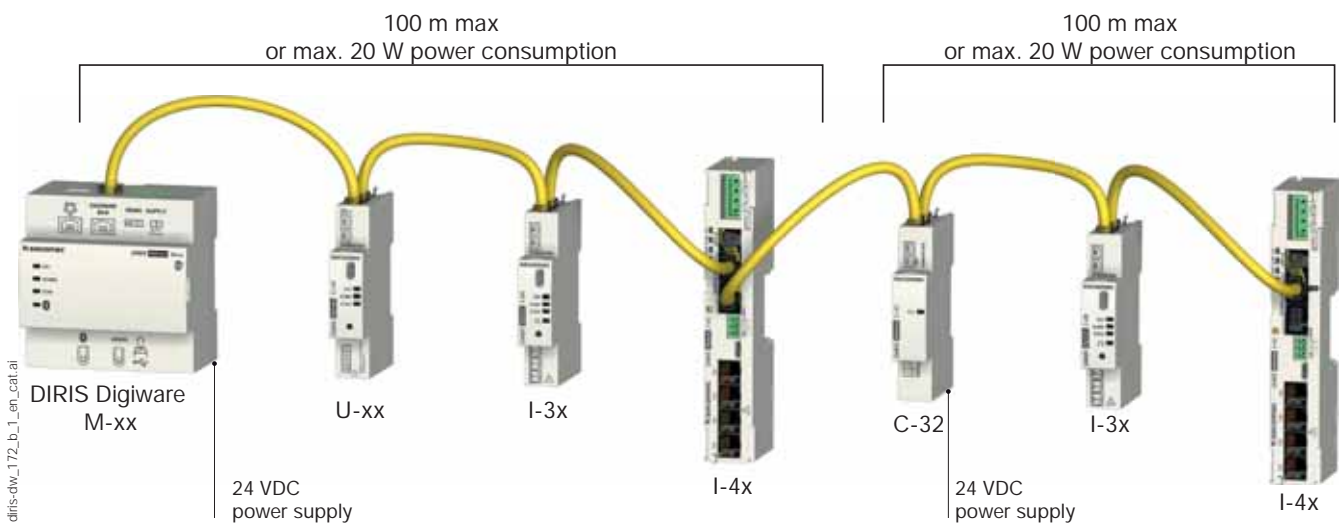 100 m max
or max. 20 W power consumption
100 m max
or max. 20 W power consumption
DIRIS Digiware
M-xx
U-xx
I-3x
I-4x
C-32
I-3x
I-4x
24 VDC
power supply
24 VDC
power supply
diris-dw_172_b_1_en_cat.ai